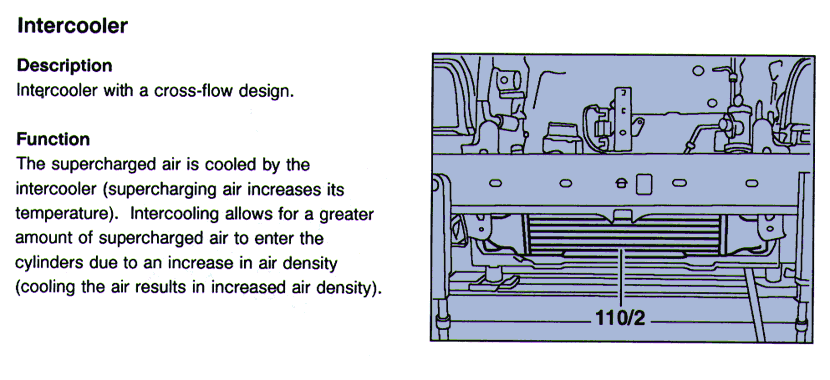 Intercooler
Description
Intercooler with a cross-flow design.
Function
The supercharged air is cooled by the
intercooler (supercharging air increases its
temperature). Intercooling allows for a greater
amount of supercharged air to enter the
cylinders due to an increase in air density
(cooling the air results in increased air density).
110/2